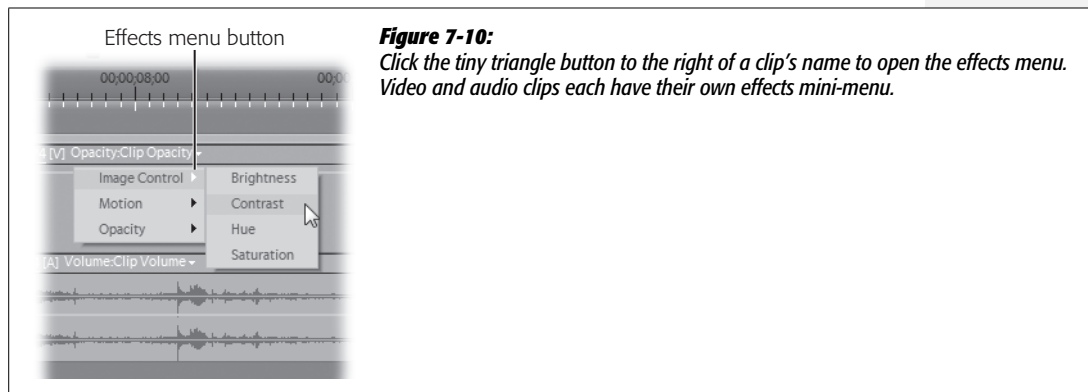 Effects menu button
Figure 7-10:
Click the tiny triangle button to the right of a clip's name to open the effects menu.
Video and audio clips each have their own effects mini-menu.
00;00;08;00
00;00
4 [V] Opacity:Clip Opacity
Image Control
Brightness
Motion
Contrast
Opacity
Hue
Saturation
[A] Volume:Clip Volume